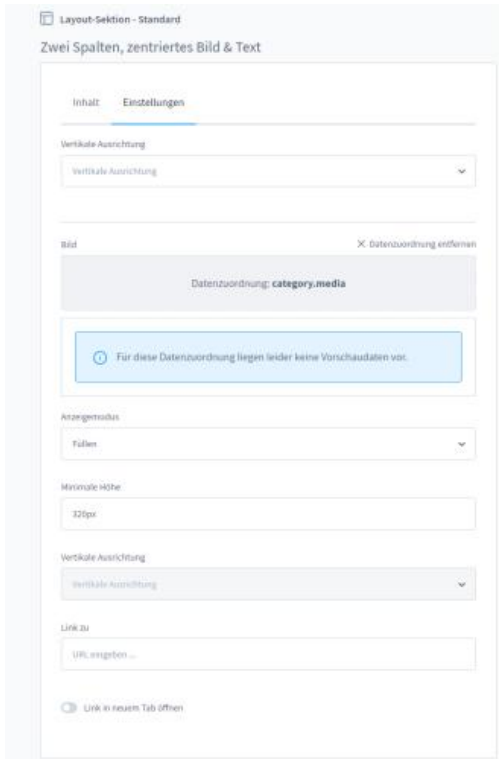 Layout-Sektion - Standard
Zwei Spalten, zentriertes Bild & Text
Inhalt Einstellungen
Vertikale Ausrichtung
Vertikale Ausrichtung
Bild × Datenzuordnung entfernen
Datenzuordnung: category.media
Für diese Datenzuordnung liegen leider keine Vorschaudaten vor.
Anzeigemodus
Füllen
Minimale Höhe
320px
Vertikale Ausrichtung
Vertikale Ausrichtung
Link zu
URL eingeben ...
Link in neuem Tab öffnen